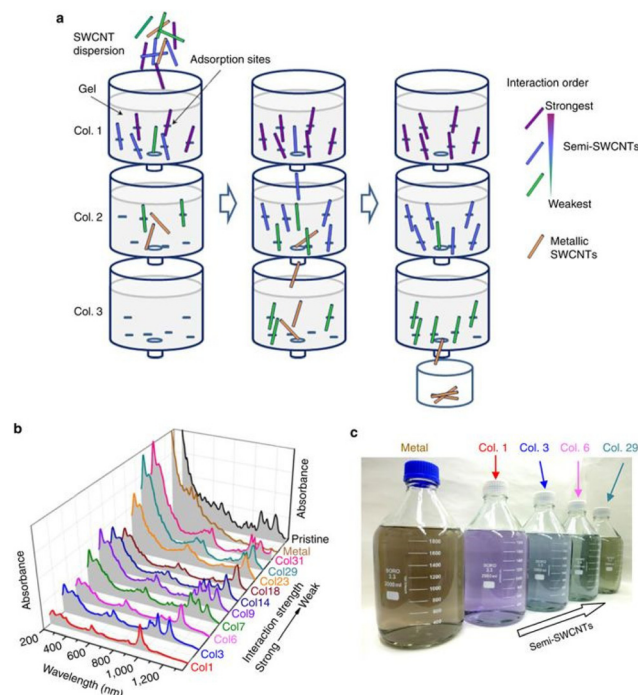 a
SWCNT
dispersion
Adsorption sites
Gel
Col. 1
Col. 2
Col. 3
Interaction order
Strongest
Semi-SWCNTs
Weakest
Metallic
SWCNTs
b
Absorbance
Absorbance
Pristine
Metal
Col31
Col29
Col23
Col18
Col14
Col9
Col7
Col6
Col3
Col1
Interaction strength
Strong
Weak
200
400
600
800
1,000
1,200
Wavelength (nm)
c
Metal
Col. 1
Col. 3
Col. 6
Col. 29
Semi-SWCNTs